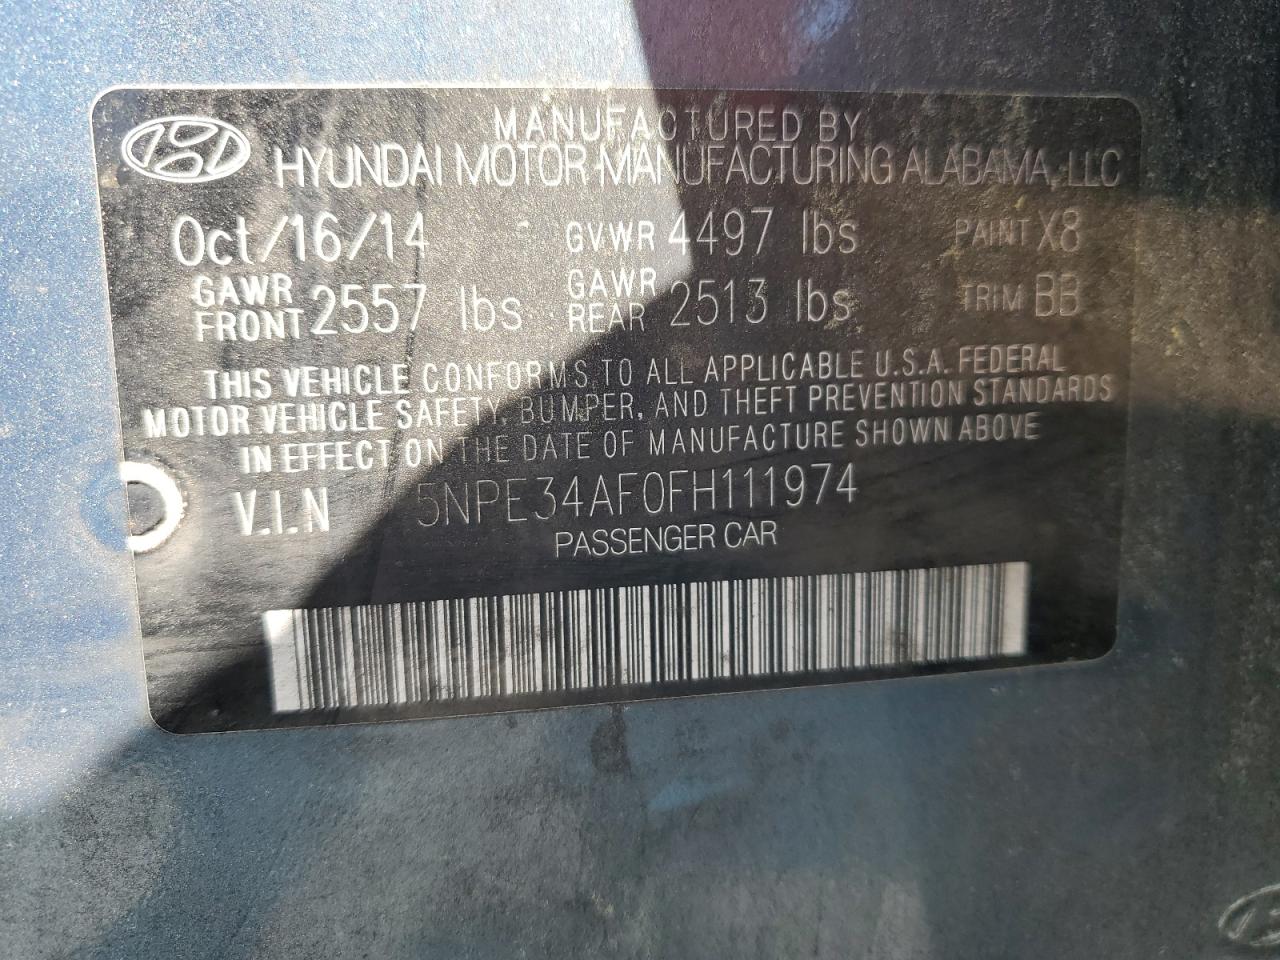 MANUFACTURED BY
HYUNDAI MOTOR MANUFACTURING ALABAMA, LLC
Oct/16/14 GVWR 4497 lbs PAINT X8
GAWR FRONT 2557 lbs GAWR REAR 2513 lbs TRIM BB
THIS VEHICLE CONFORMS TO ALL APPLICABLE U.S.A. FEDERAL
MOTOR VEHICLE SAFETY, BUMPER, AND THEFT PREVENTION STANDARDS
IN EFFECT ON THE DATE OF MANUFACTURE SHOWN ABOVE
V.I.N 5NPE34AF0FH111974
PASSENGER CAR